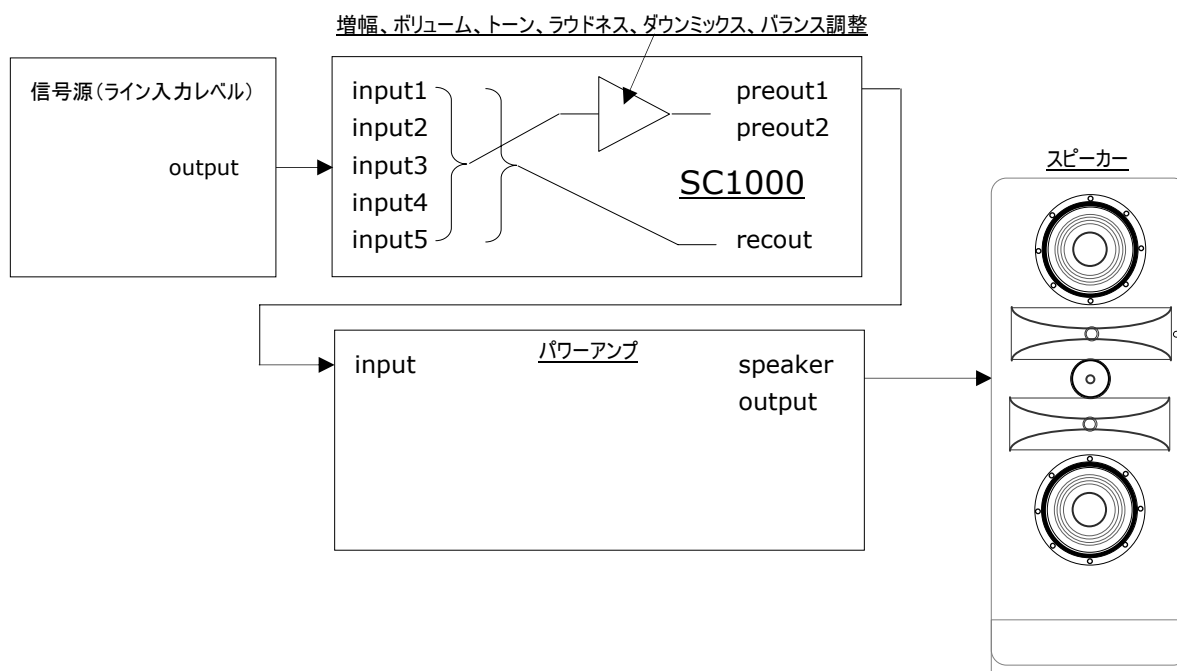 増幅、ボリューム、トーン、ラウドネス、ダウンミックス、バランス調整
信号源(ライン入力レベル)
output
input1
input2
input3
input4
input5
preout1
preout2
SC1000
recout
スピーカー
パワーアンプ
input
speaker
output